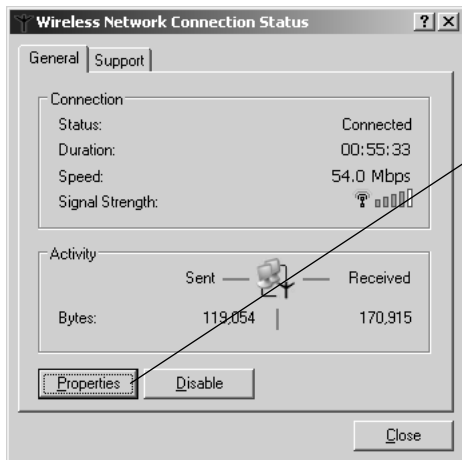 Wireless Network Connection Status ? X
General Support
Connection
Status: Connected
Duration: 00:55:33
Speed: 54.0 Mbps
Signal Strength:
Activity
Sent — — Received
Bytes: 119,054 | 170,915
Properties Disable
Close